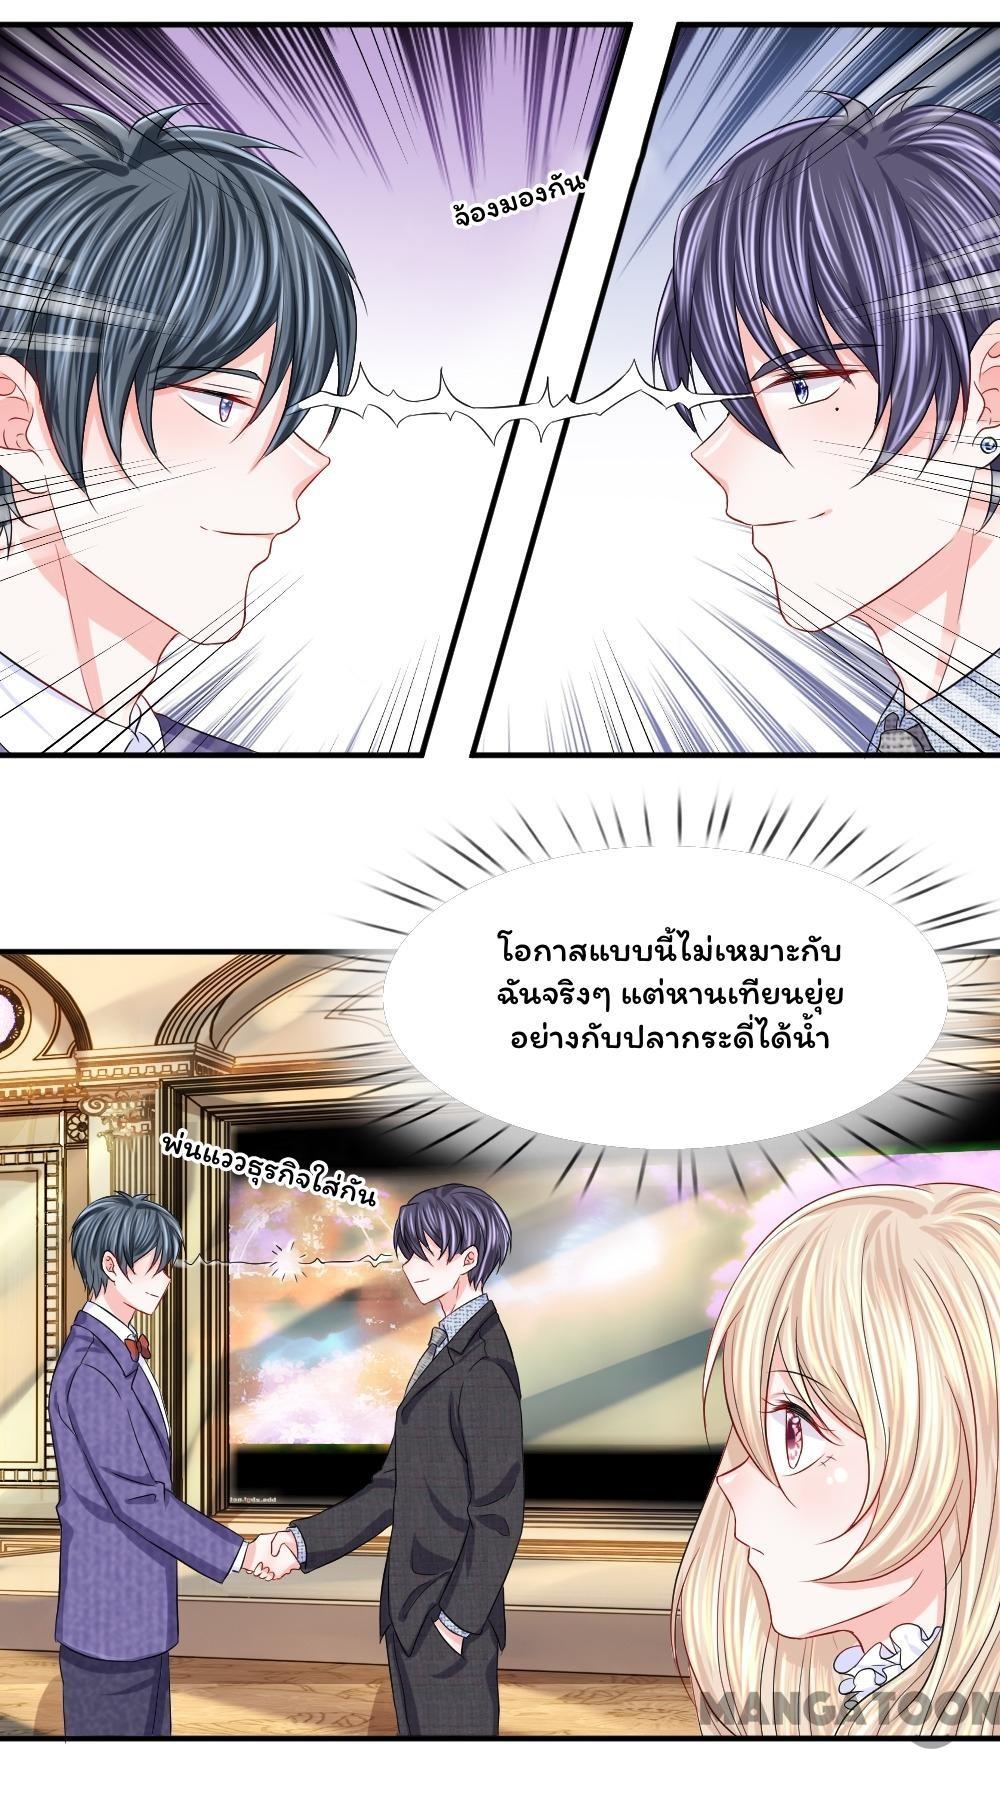 จ้องมองกัน
โอกาสแบบนี้ไม่เหมาะกับ
ฉันจริงๆ แต่หานเทียนยุ่ย
อย่างกับปลากระดี่ได้น้ำ
พ่นแววธุรกิจใส่กัน
MANGATOON